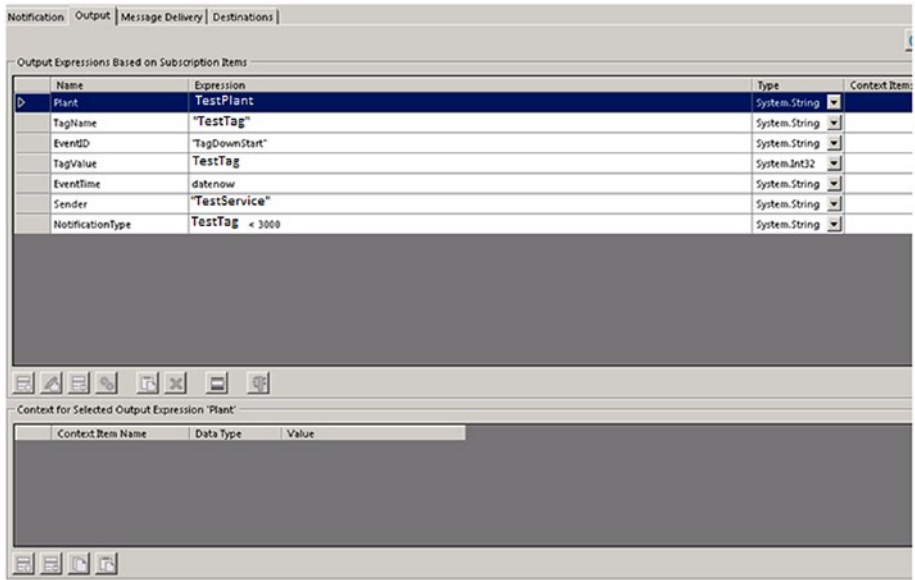 Notification Output Message Delivery Destinations
Output Expressions Based on Subscription Items
Name Expression Type Context Items
Plant TestPlant System.String
TagName "TestTag" System.String
EventID "TagDownStart" System.String
TagValue TestTag System.Int32
EventTime datenow System.String
Sender "TestService" System.String
NotificationType TestTag < 3000 System.String
Context for Selected Output Expression 'Plant'
Context Item Name Data Type Value